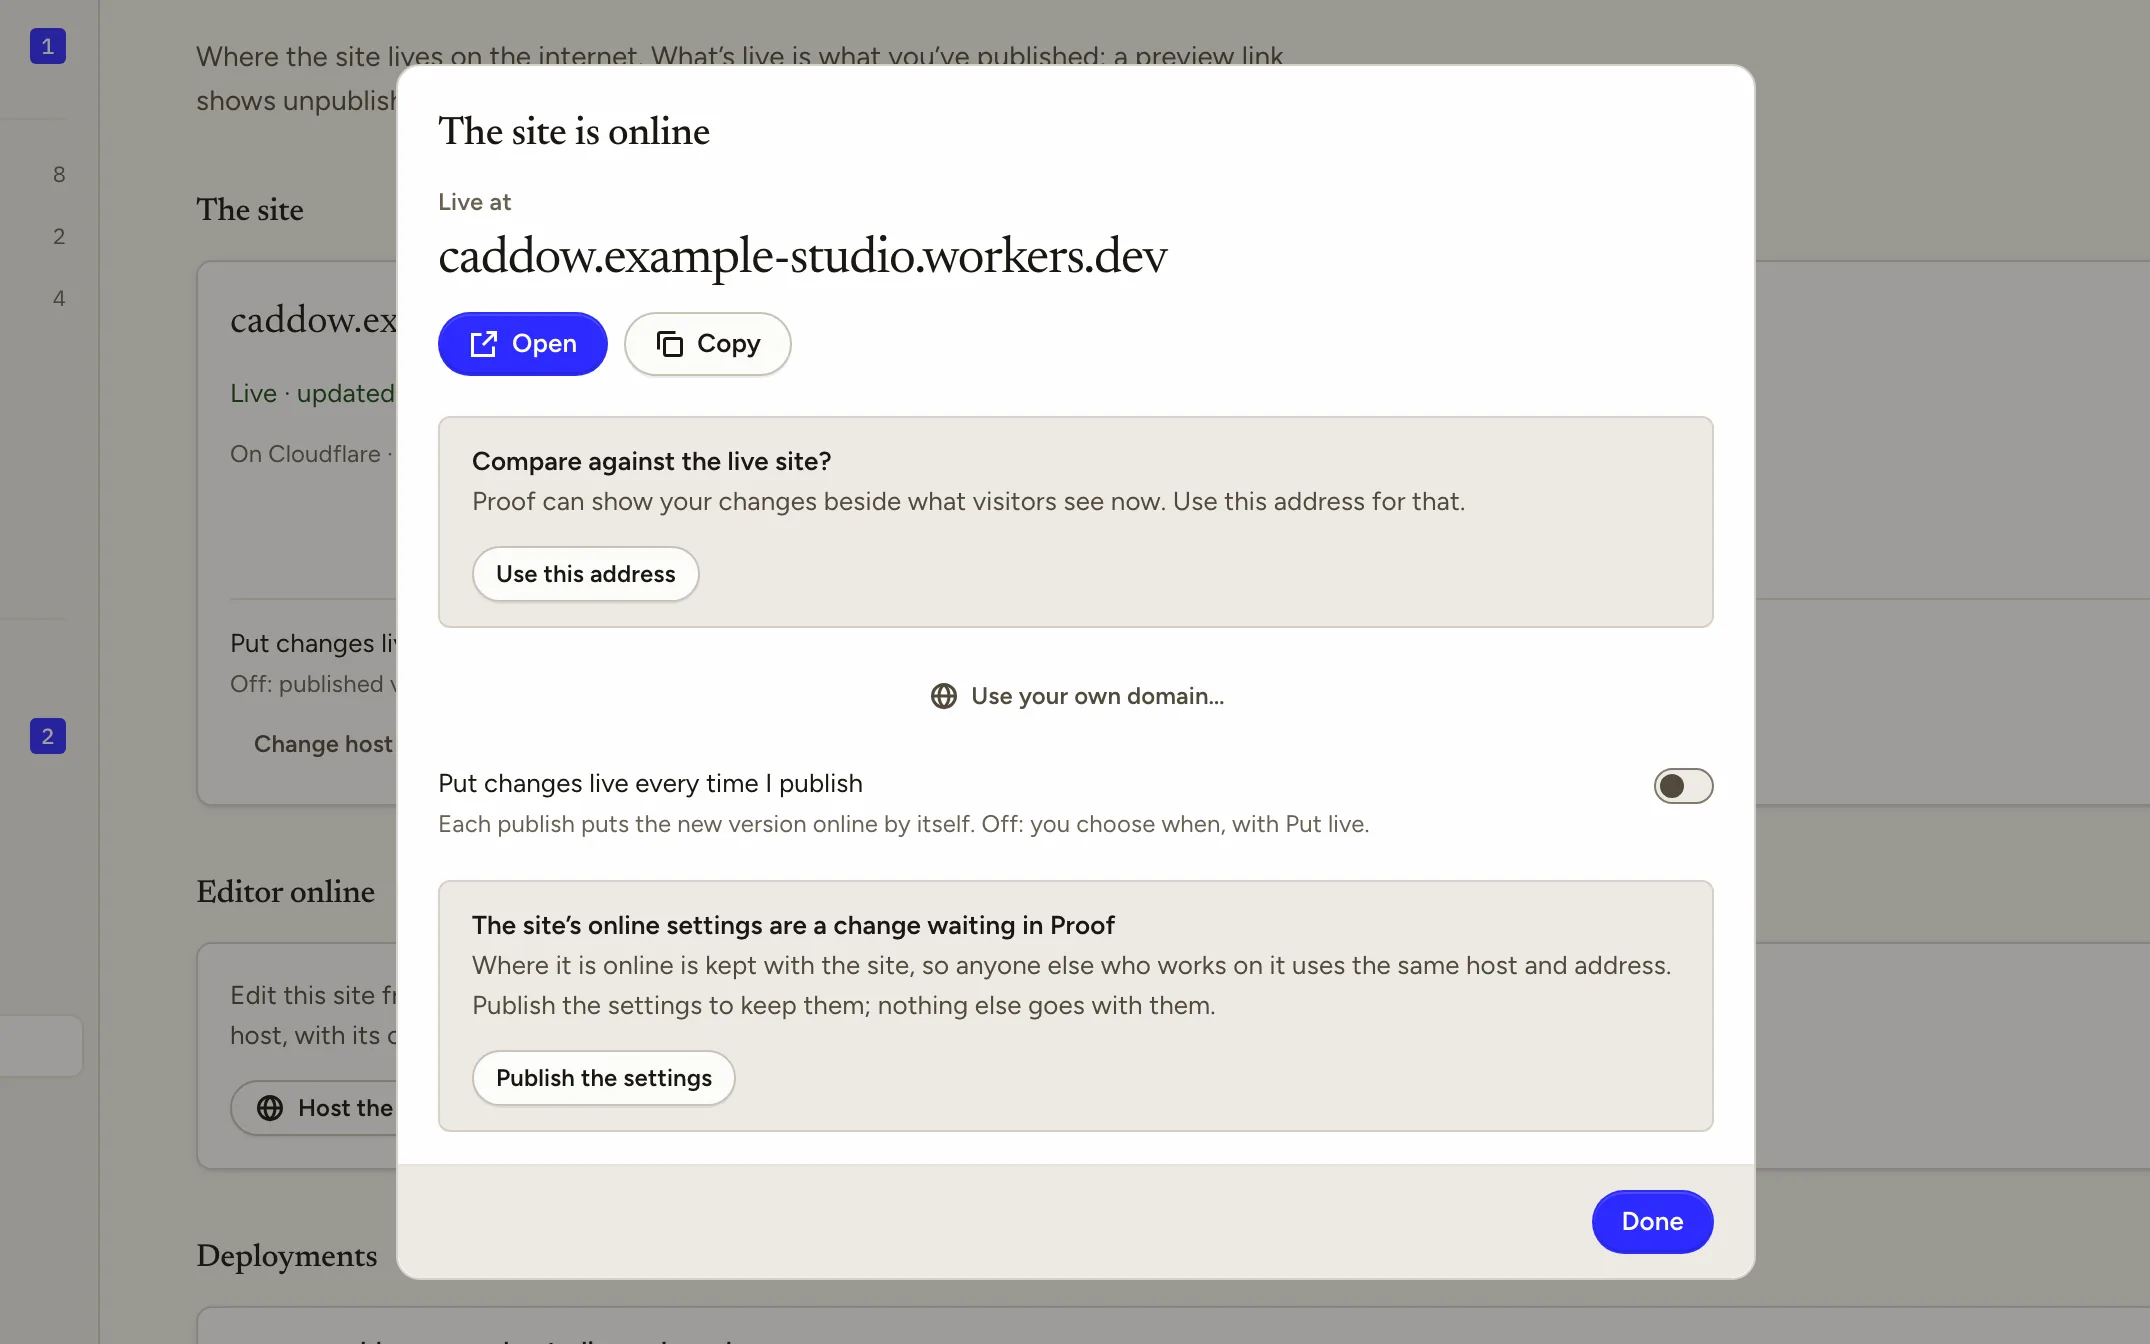 1
8
2
4
2
Where the site lives on the internet. What's live is what you've published; a preview link
shows unpublish
The site
caddow.ex
Live · updated
On Cloudflare ·
Put changes liv
Off: published
Change host
Editor online
Edit this site fr
host, with its
Host the
Deployments
The site is online
Live at
caddow.example-studio.workers.dev
Open
Copy
Compare against the live site?
Proof can show your changes beside what visitors see now. Use this address for that.
Use this address
Use your own domain...
Put changes live every time I publish
Each publish puts the new version online by itself. Off: you choose when, with Put live.
The site's online settings are a change waiting in Proof
Where it is online is kept with the site, so anyone else who works on it uses the same host and address.
Publish the settings to keep them; nothing else goes with them.
Publish the settings
Done